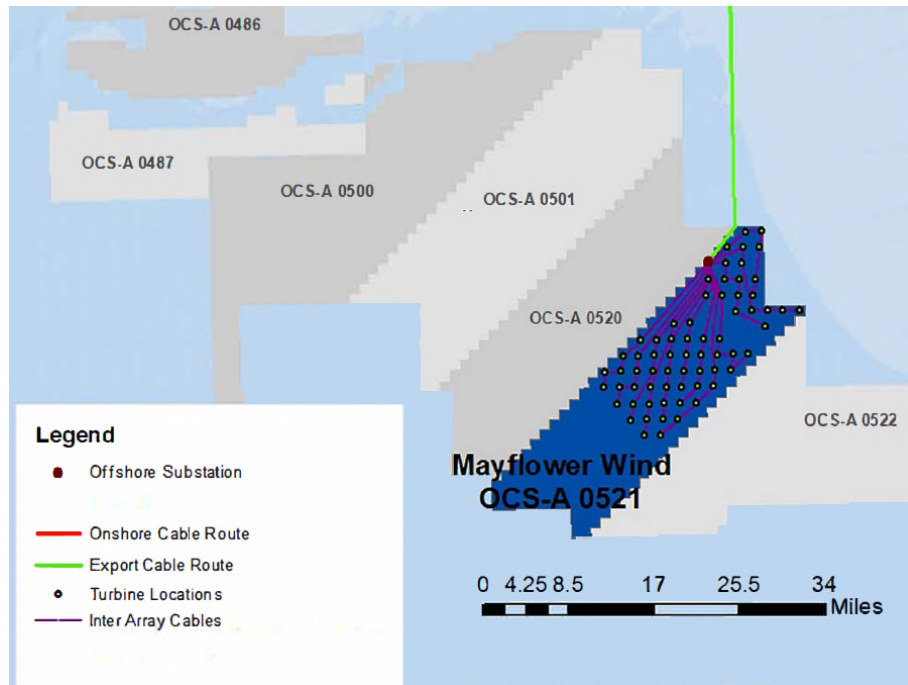 OCS-A 0486
OCS-A 0487
OCS-A 0500
OCS-A 0501
OCS-A 0520
OCS-A 0522
Mayflower Wind
OCS-A 0521
Legend
Offshore Substation
Onshore Cable Route
Export Cable Route
Turbine Locations
Inter Array Cables
0 4.25 8.5 17 25.5 34
Miles